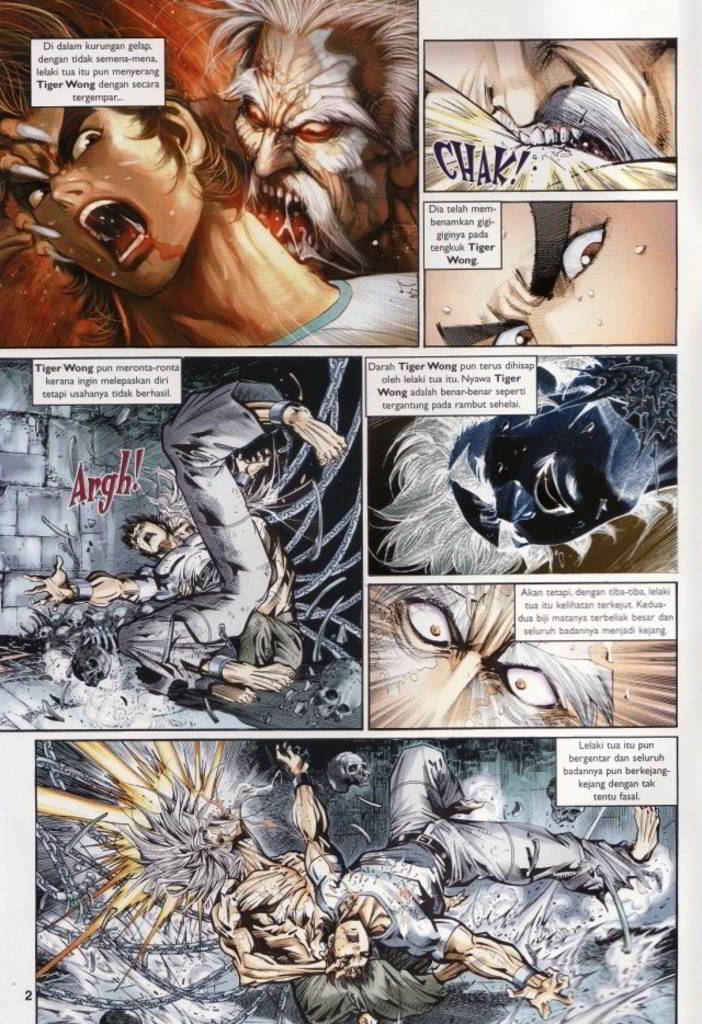 Di dalam kurungan gelap,
dengan tidak semena-mena,
lelaki tua itu pun menyerang
Tiger Wong dengan secara
tergempar...
CHAK!
Dia telah mem-
benamkan gigi-
giginya pada
tengkuk Tiger
Wong.
Tiger Wong pun meronta-ronta
kerana ingin melepaskan diri
tetapi usahanya tidak berhasil.
Argh!
Darah Tiger Wong pun terus dihisap
oleh lelaki tua itu. Nyawa Tiger
Wong adalah benar-benar seperti
tergantung pada rambut sehelai.
Akan tetapi, dengan tiba-tiba, lelaki
tua itu kelihatan terkejut. Kedua-
dua biji matanya terbeliak besar dan
seluruh badannya menjadi kejang.
Lelaki tua itu pun
bergentar dan seluruh
badannya pun berkejang-
kejang dengan tak
tentu fasal.
2